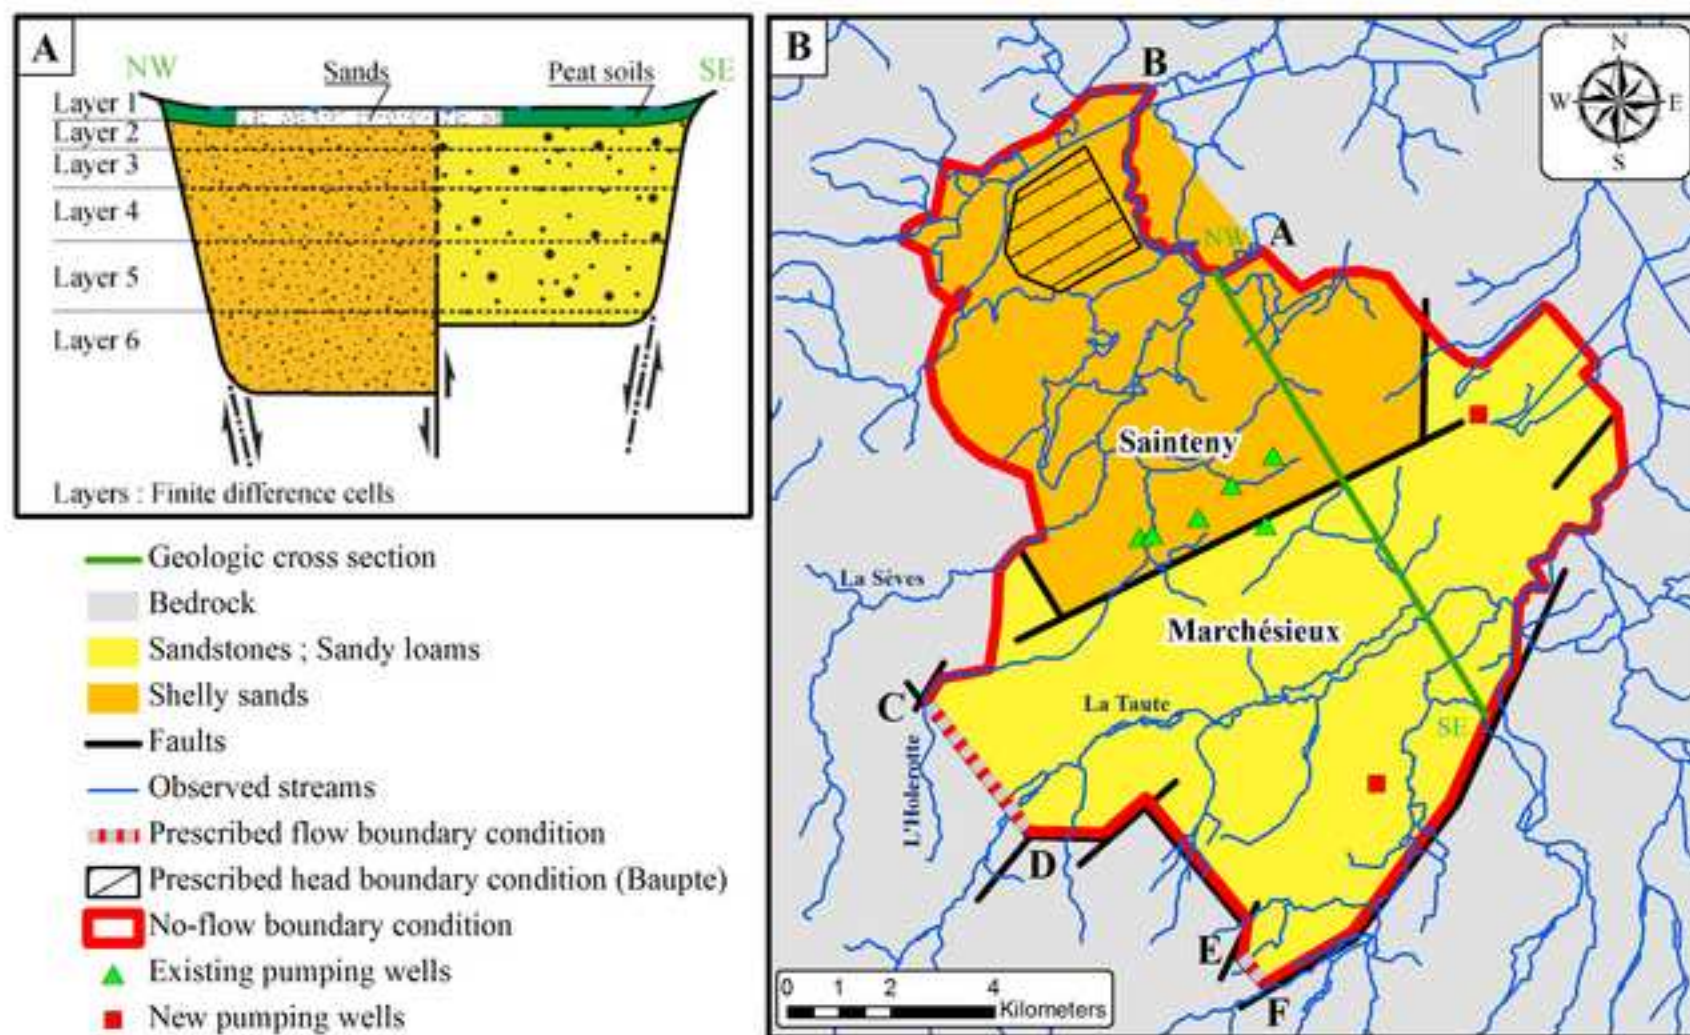 A
NW
Sands
Peat soils
SE
Layer 1
Layer 2
Layer 3
Layer 4
Layer 5
Layer 6
Layers : Finite difference cells
Geologic cross section
Bedrock
Sandstones ; Sandy loams
Shelly sands
Faults
Observed streams
Prescribed flow boundary condition
Prescribed head boundary condition (Baupte)
No-flow boundary condition
Existing pumping wells
New pumping wells
B
B
N
W
E
S
NW
A
Sainteny
La Sèves
Marchésieux
C
La Taute
SE
L'Holerotte
D
E
F
0 1 2 4
Kilometers